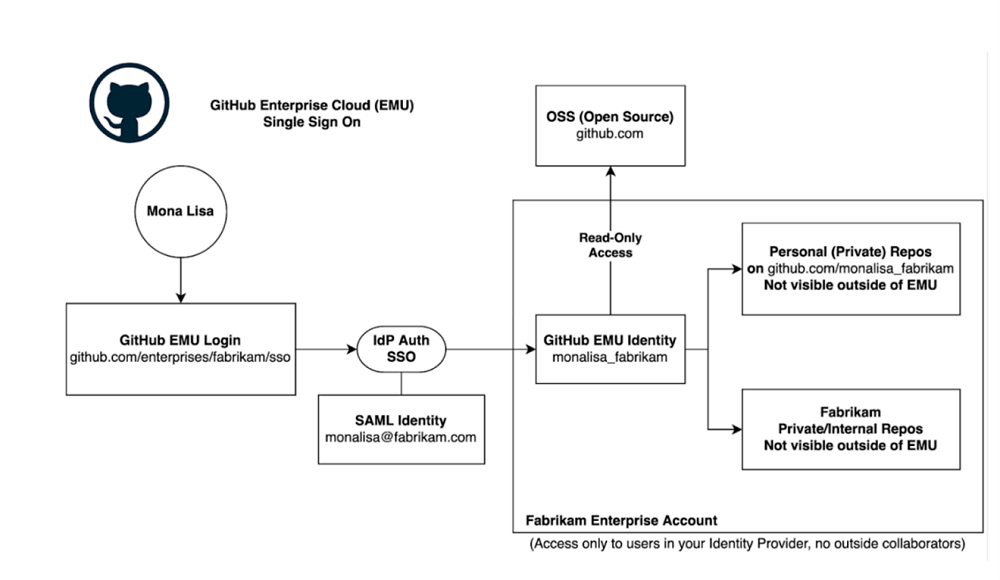 GitHub Enterprise Cloud (EMU)
Single Sign On
OSS (Open Source)
github.com
Mona Lisa
Read-Only
Access
Personal (Private) Repos
on github.com/monalisa_fabrikam
Not visible outside of EMU
GitHub EMU Login
github.com/enterprises/fabrikam/sso
IdP Auth
SSO
GitHub EMU Identity
monalisa_fabrikam
SAML Identity
monalisa@fabrikam.com
Fabrikam
Private/Internal Repos
Not visible outside of EMU
Fabrikam Enterprise Account
(Access only to users in your Identity Provider, no outside collaborators)